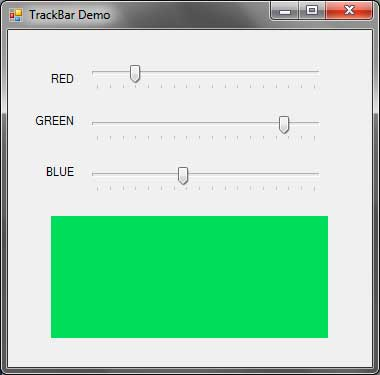 TrackBar Demo
RED
GREEN
BLUE